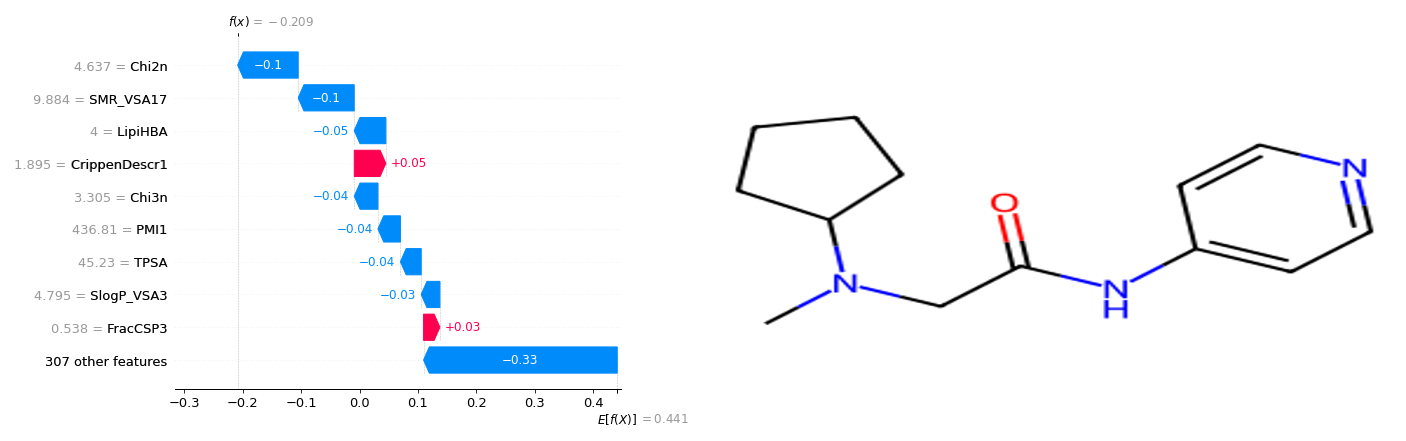 f(x) = −0.209
4.637 = Chi2n
−0.1
9.884 = SMR_VSA17
−0.1
4 = LipiHBA
−0.05
1.895 = CrippenDescr1
+0.05
3.305 = Chi3n
−0.04
436.81 = PMI1
−0.04
45.23 = TPSA
−0.04
4.795 = SlogP_VSA3
−0.03
0.538 = FracCSP3
+0.03
307 other features
−0.33
−0.3 −0.2 −0.1 0.0 0.1 0.2 0.3 0.4
E[f(X)] = 0.441
O
N
N
N
H